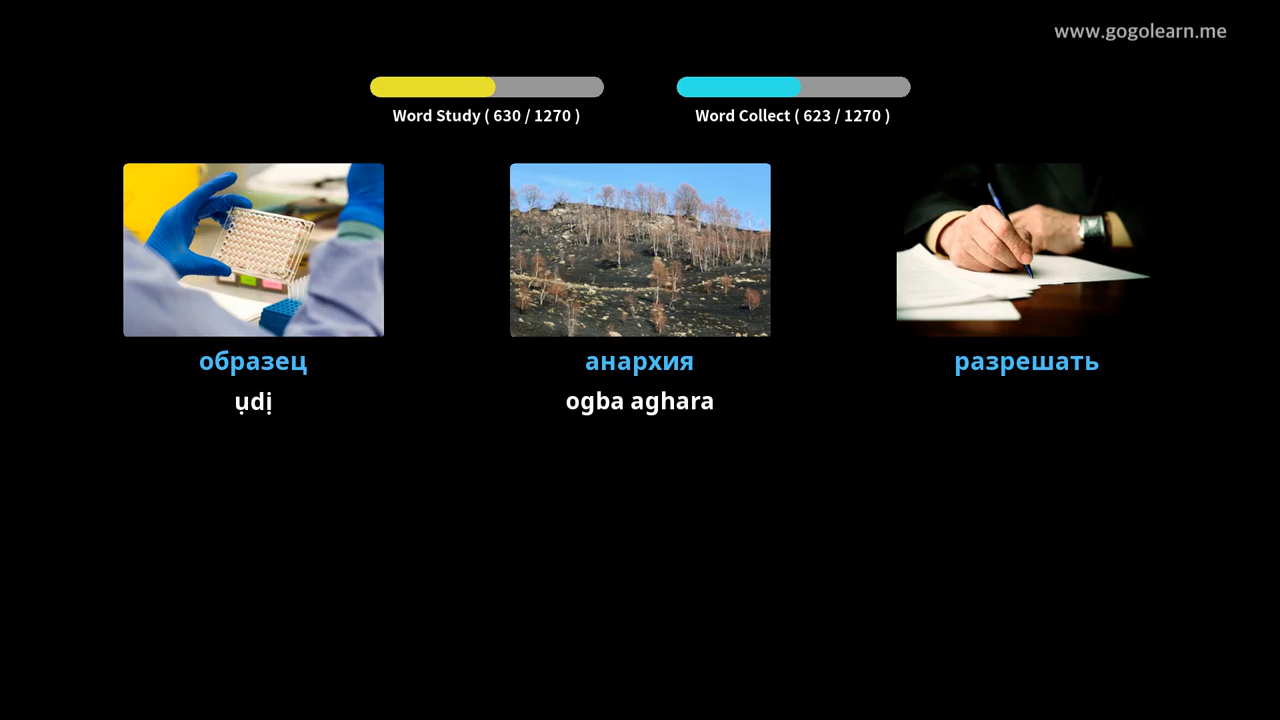 www.gogolearn.me
Word Study ( 630 / 1270 )
Word Collect ( 623 / 1270 )
образец
анархия
разрешать
ụdị
ogba aghara